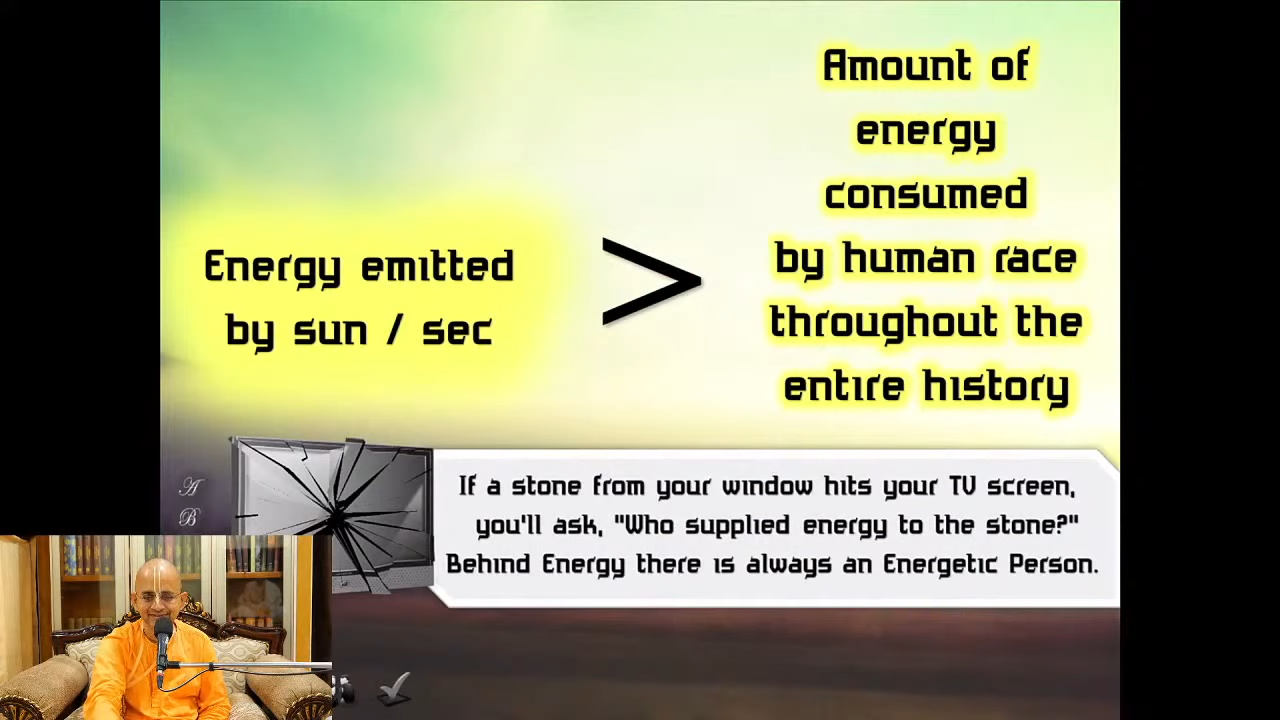 Energy emitted
by sun / sec
>
Amount of
energy
consumed
by human race
throughout the
entire history
A
B
If a stone from your window hits your TV screen,
you'll ask, "Who supplied energy to the stone?"
Behind Energy there is always an Energetic Person.